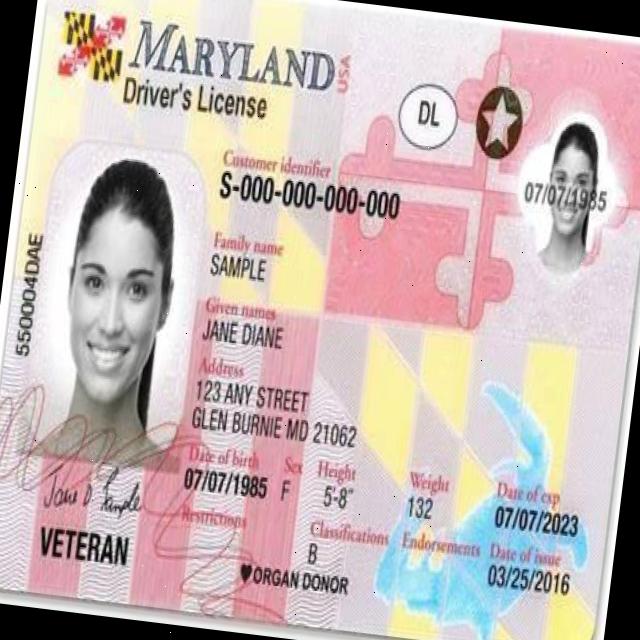 MARYLAND USA
Driver's License
DL
Customer identifier
S-000-000-000-000
07/07/1985
Family name
SAMPLE
Given names
JANE DIANE
Address
123 ANY STREET
GLEN BURNIE MD 21062
550004DAE
Date of birth Sex Height Weight Date of exp
07/07/1985 F 5'-8" 132 07/07/2023
Restrictions Classifications Endorsements Date of issue
B 03/25/2016
Jane D Sample
VETERAN
♥ORGAN DONOR